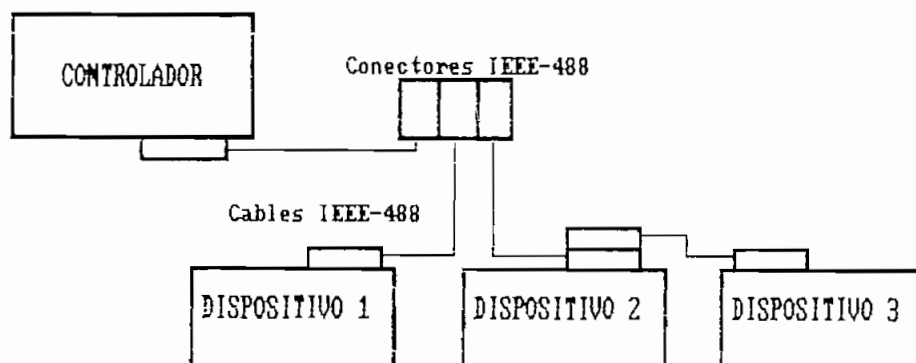 CONTROLADOR
Conectores IEEE-488
Cables IEEE-488
DISPOSITIVO 1
DISPOSITIVO 2
DISPOSITIVO 3